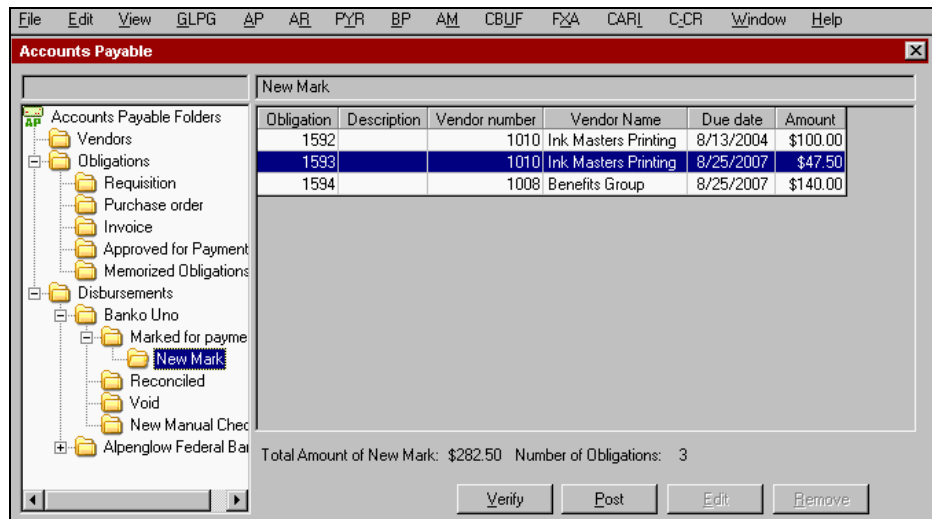 File Edit View GLPG AP AR PYR BP AM CBUF FXA CARI C-CR Window Help
Accounts Payable
New Mark
AP Accounts Payable Folders
Vendors
Obligations
Requisition
Purchase order
Invoice
Approved for Payment
Memorized Obligations
Disbursements
Banko Uno
Marked for payme
New Mark
Reconciled
Void
New Manual Chec
Alpenglow Federal Bar
Obligation Description Vendor number Vendor Name Due date Amount
1592 1010 Ink Masters Printing 8/13/2004 $100.00
1593 1010 Ink Masters Printing 8/25/2007 $47.50
1594 1008 Benefits Group 8/25/2007 $140.00
Total Amount of New Mark: $282.50 Number of Obligations: 3
Verify Post Edit Remove